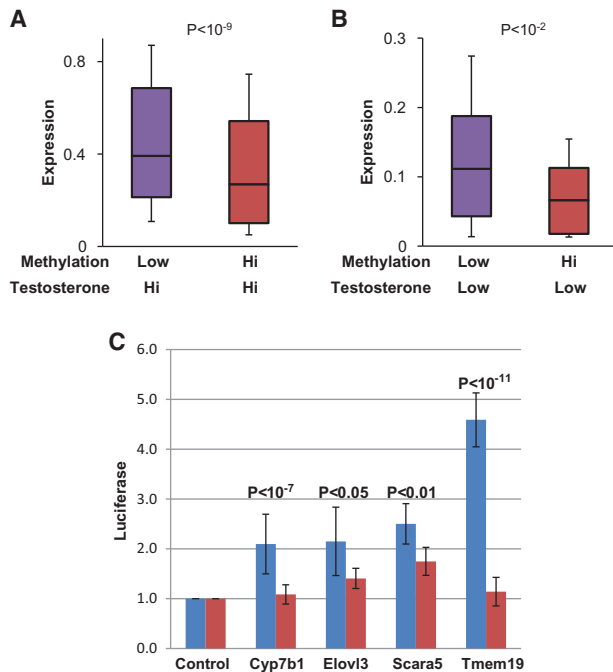 A
P<10⁻⁹
Expression
0.8
0.4
0
Methylation Low Hi
Testosterone Hi Hi
B
P<10⁻²
Expression
0.3
0.2
0.1
0
Methylation Low Hi
Testosterone Low Low
C
Luciferase
6.0
5.0
4.0
3.0
2.0
1.0
0.0
P<10⁻⁷
P<0.05
P<0.01
P<10⁻¹¹
Control Cyp7b1 Elovl3 Scara5 Tmem19